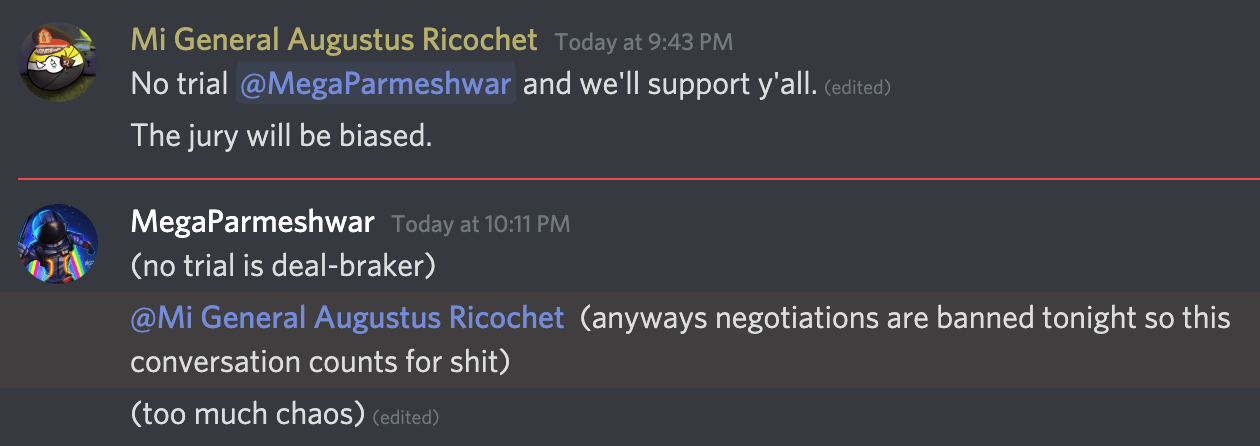 Mi General Augustus Ricochet Today at 9:43 PM
No trial @MegaParmeshwar and we'll support y'all. (edited)
The jury will be biased.
MegaParmeshwar Today at 10:11 PM
(no trial is deal-braker)
@Mi General Augustus Ricochet (anyways negotiations are banned tonight so this
conversation counts for shit)
(too much chaos) (edited)